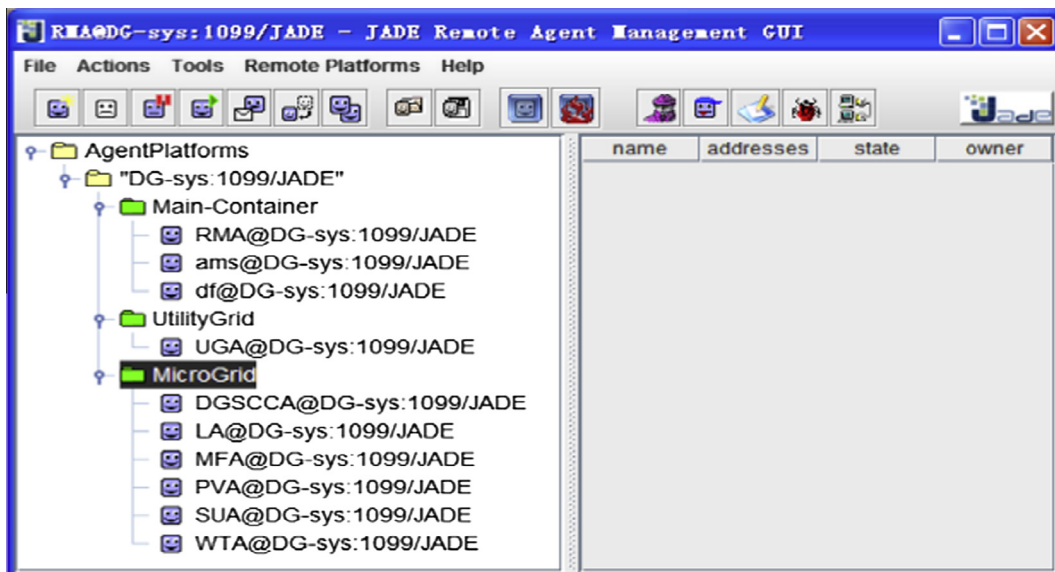 RMA@DG-sys:1099/JADE - JADE Remote Agent Management GUI
File Actions Tools Remote Platforms Help
Jade
AgentPlatforms
"DG-sys:1099/JADE"
Main-Container
RMA@DG-sys:1099/JADE
ams@DG-sys:1099/JADE
df@DG-sys:1099/JADE
UtilityGrid
UGA@DG-sys:1099/JADE
MicroGrid
DGSCCA@DG-sys:1099/JADE
LA@DG-sys:1099/JADE
MFA@DG-sys:1099/JADE
PVA@DG-sys:1099/JADE
SUA@DG-sys:1099/JADE
WTA@DG-sys:1099/JADE
name addresses state owner